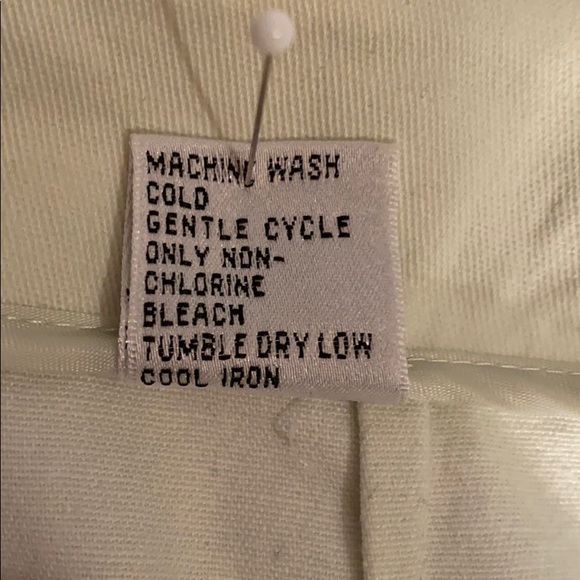 MACHINE WASH
COLD
GENTLE CYCLE
ONLY NON-
CHLORINE
BLEACH
TUMBLE DRY LOW
COOL IRON